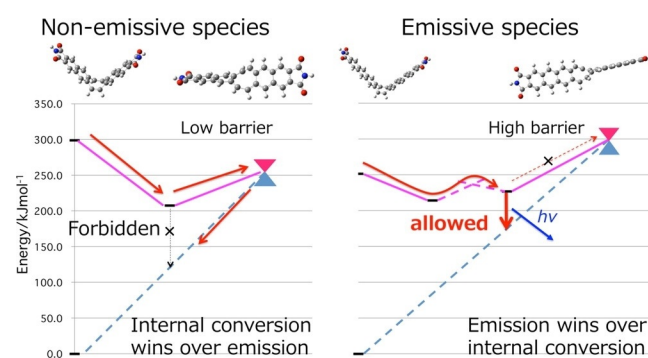 Non-emissive species
Emissive species
350.0
300.0
250.0
200.0
150.0
100.0
50.0
0.0
Energy/kJmol-1
Low barrier
Forbidden
Internal conversion
wins over emission
High barrier
allowed
hν
Emission wins over
internal conversion